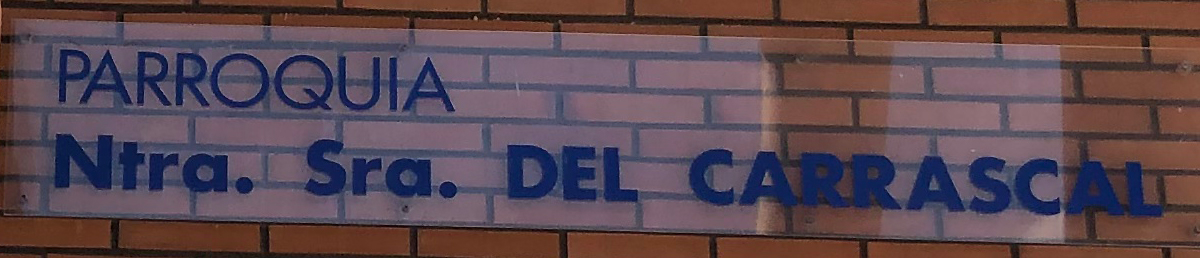 PARROQUIA
Ntra. Sra. DEL CARRASCAL